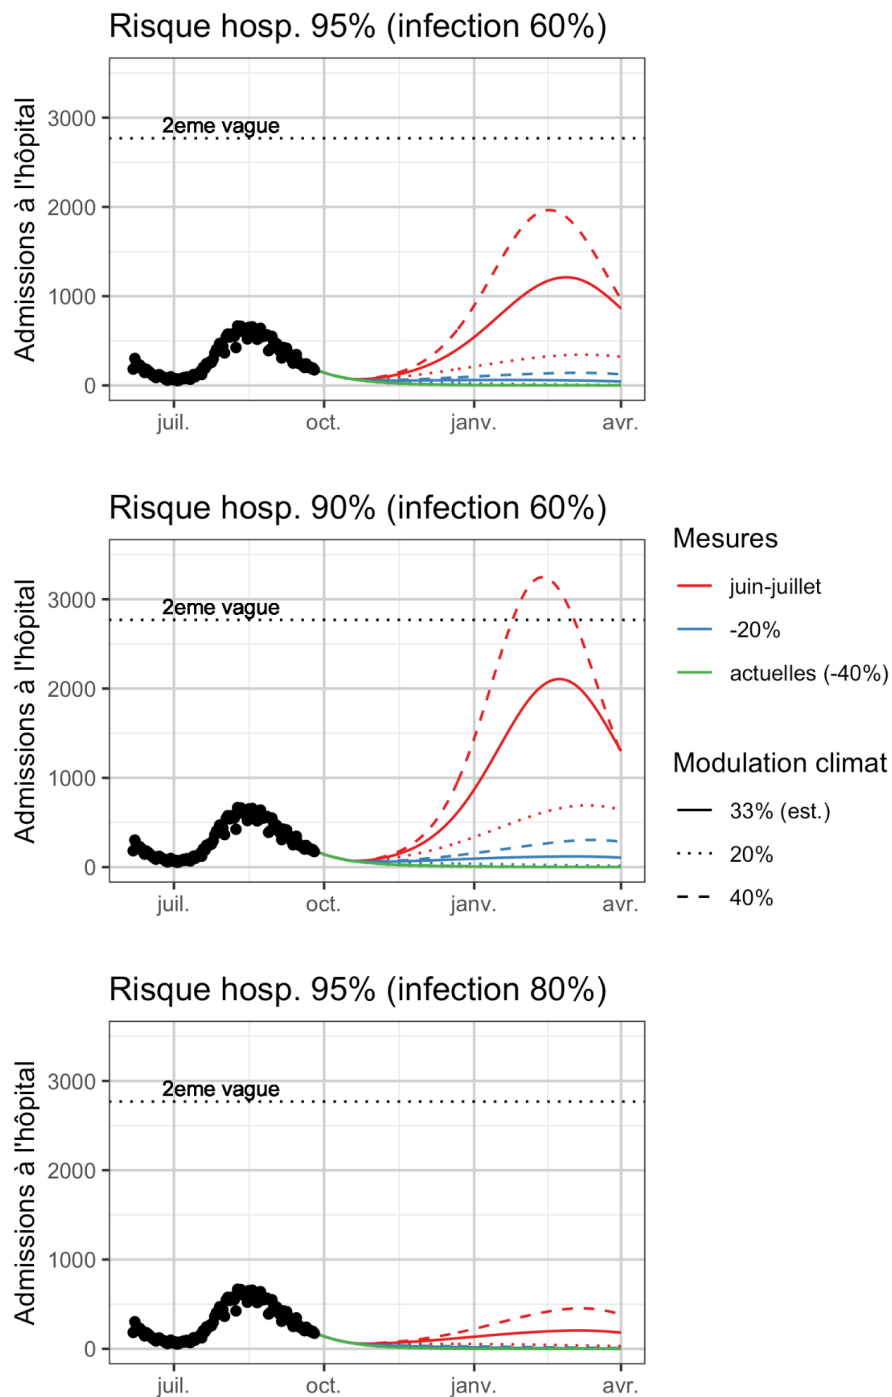 Risque hosp. 95% (infection 60%)
Admissions à l'hôpital
3000
2000
1000
0
2eme vague
juil.
oct.
janv.
avr.
Risque hosp. 90% (infection 60%)
Admissions à l'hôpital
3000
2000
1000
0
2eme vague
juil.
oct.
janv.
avr.
Mesures
juin-juillet
-20%
actuelles (-40%)
Modulation climat
33% (est.)
20%
40%
Risque hosp. 95% (infection 80%)
Admissions à l'hôpital
3000
2000
1000
0
2eme vague
juil.
oct.
janv.
avr.